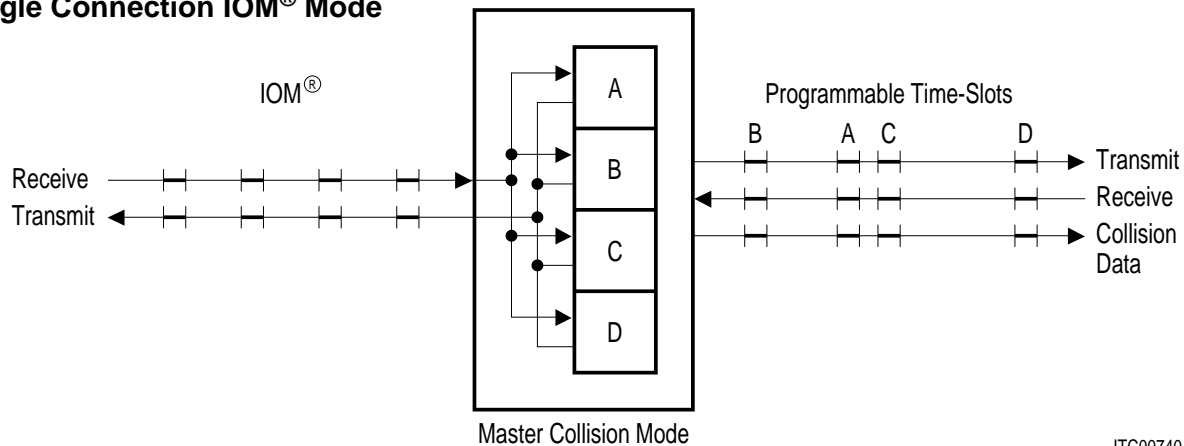 gle Connection IOM® Mode
IOM®
Programmable Time-Slots
B A C D
A
B
C
D
Receive
Transmit
Transmit
Receive
Collision
Data
Master Collision Mode